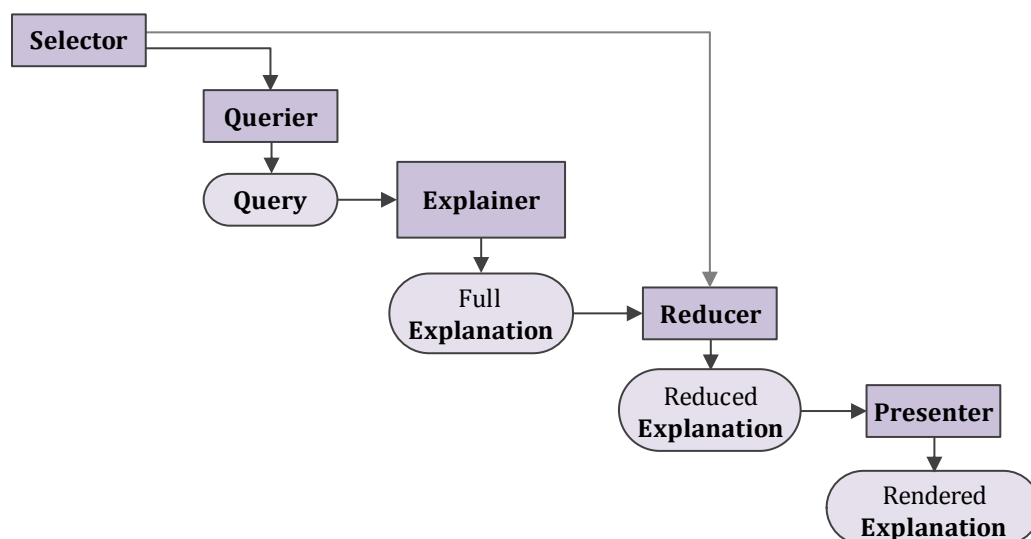 Selector
Querier
Query
Explainer
Full
Explanation
Reducer
Reduced
Explanation
Presenter
Rendered
Explanation